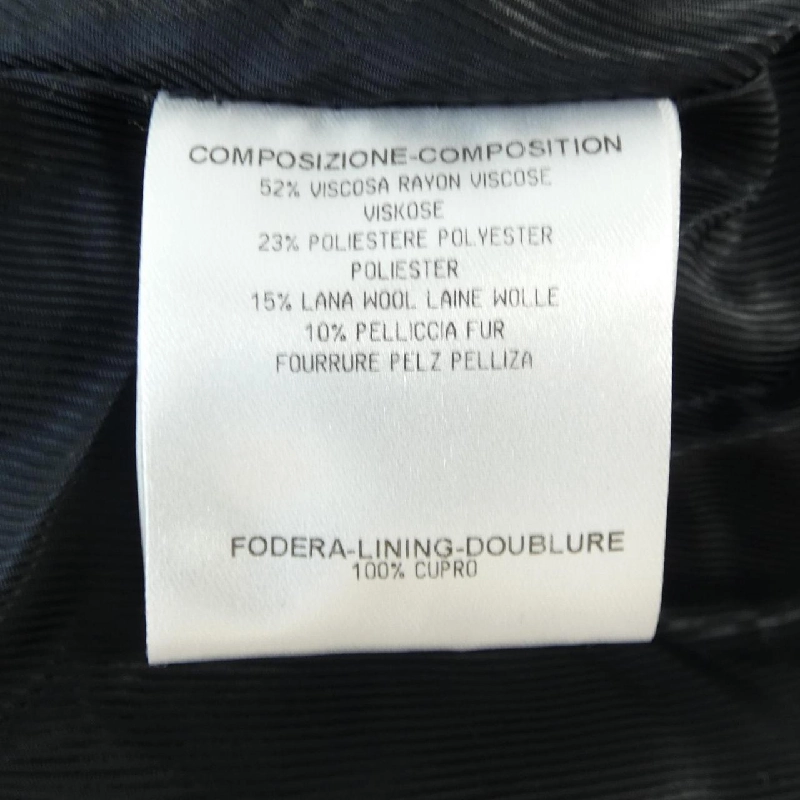 COMPOSIZIONE-COMPOSITION
52% VISCOSA RAYON VISCOSE
VISKOSE
23% POLIESTERE POLYESTER
POLIESTER
15% LANA WOOL LAINE WOLLE
10% PELLICCIA FUR
FOURRURE PELZ PELLIZA
FODERA-LINING-DOUBLURE
100% CUPRO